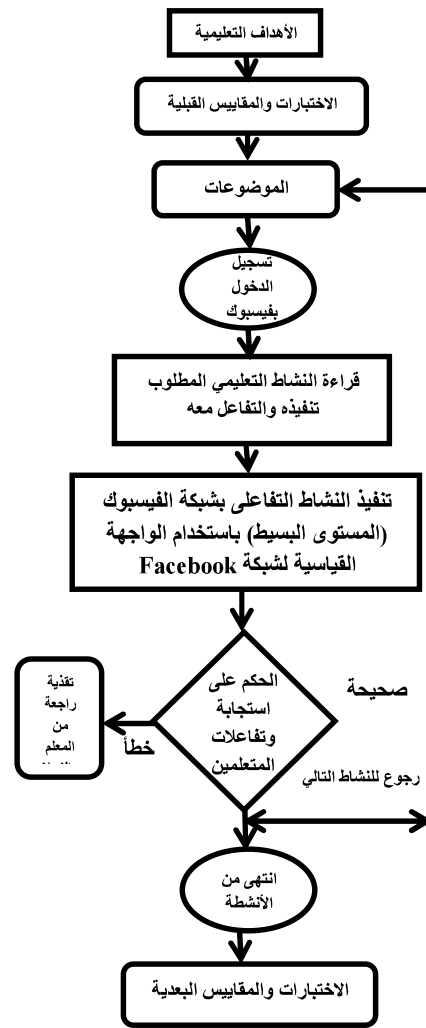 الأهداف التعليمية
الاختبارات والمقاييس القبلية
الموضوعات
تسجيل
الدخول
بفيسبوك
قراءة النشاط التعليمي المطلوب
تنفيذه والتفاعل معه
تنفيذ النشاط التفاعلى بشبكة الفيسبوك
(المستوى البسيط) باستخدام الواجهة
القياسية لشبكة Facebook
الحكم على
استجابة
وتفاعلات
المتعلمين
صحيحة
خطأ
تقذية
راجعة
من
المعلم
رجوع للنشاط التالي
انتهى من
الأنشطة
الاختبارات والمقاييس البعدية